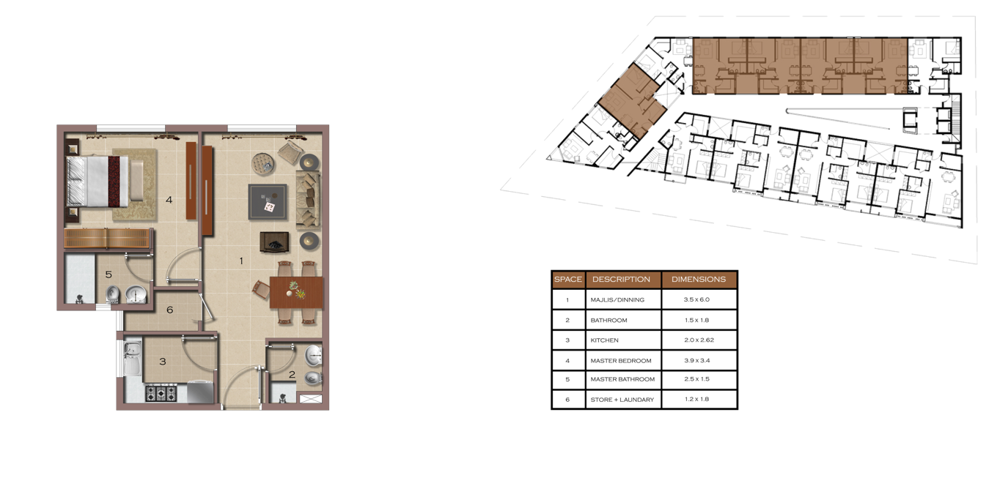 4
1
5
6
3
2
SPACE DESCRIPTION DIMENSIONS
1 MAJLIS/DINNING 3.5 x 6.0
2 BATHROOM 1.5 x 1.8
3 KITCHEN 2.0 x 2.62
4 MASTER BEDROOM 3.9 x 3.4
5 MASTER BATHROOM 2.5 x 1.5
6 STORE + LAUNDARY 1.2 x 1.8